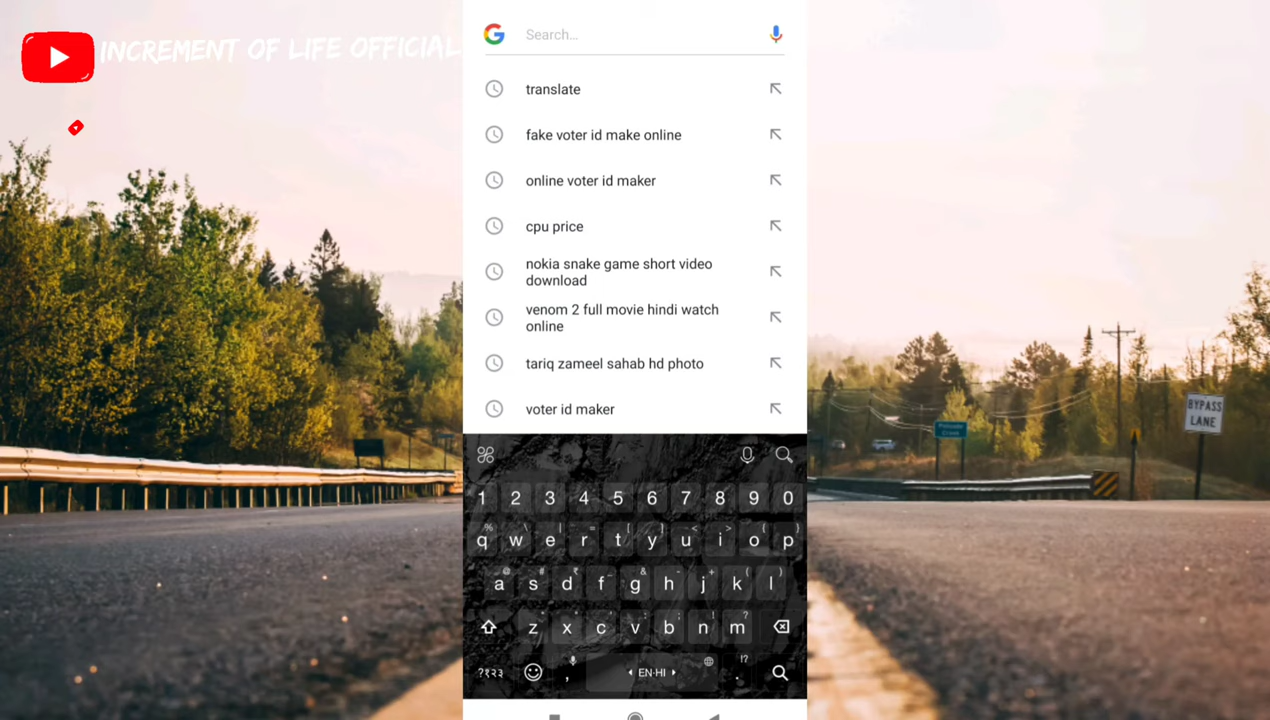 INCREMENT OF LIFE OFFICIAL
Search...
translate
fake voter id make online
online voter id maker
cpu price
nokia snake game short video
download
venom 2 full movie hindi watch
online
tariq zameel sahab hd photo
voter id maker
BYPASS
LANE
1 2 3 4 5 6 7 8 9 0
% \ | = [ ] < > { }
q w e r t y u i o p
@ # ₹ _ & - + ( )
a s d f g h j k l
* " ' : ; ! ?
z x c v b n m
?१२३ , EN·HI . !?